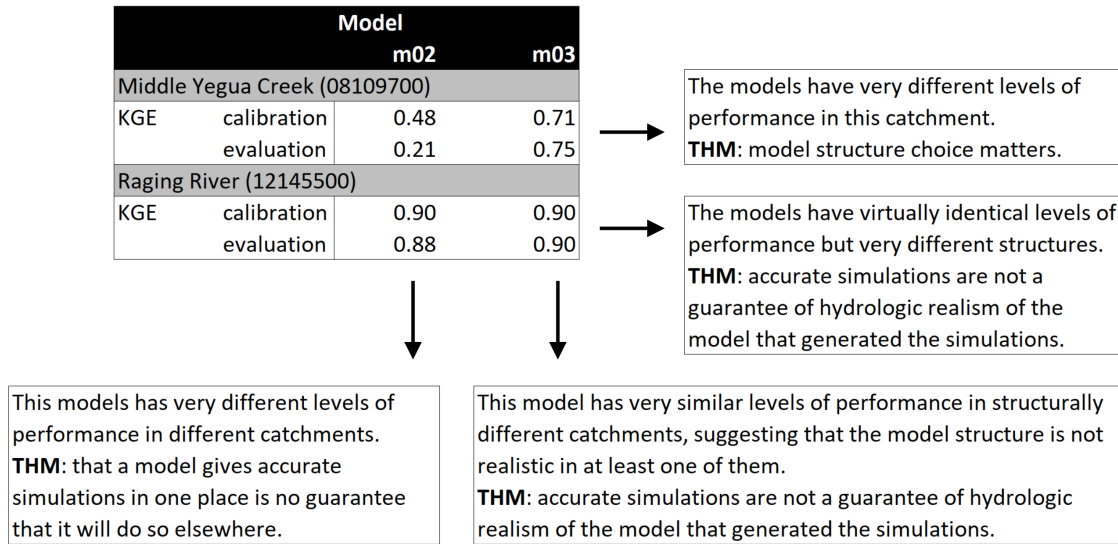 Model
m02 m03
Middle Yegua Creek (08109700)
KGE calibration 0.48 0.71
evaluation 0.21 0.75
Raging River (12145500)
KGE calibration 0.90 0.90
evaluation 0.88 0.90
The models have very different levels of
performance in this catchment.
THM: model structure choice matters.
The models have virtually identical levels of
performance but very different structures.
THM: accurate simulations are not a
guarantee of hydrologic realism of the
model that generated the simulations.
This models has very different levels of
performance in different catchments.
THM: that a model gives accurate
simulations in one place is no guarantee
that it will do so elsewhere.
This model has very similar levels of performance in structurally
different catchments, suggesting that the model structure is not
realistic in at least one of them.
THM: accurate simulations are not a guarantee of hydrologic
realism of the model that generated the simulations.